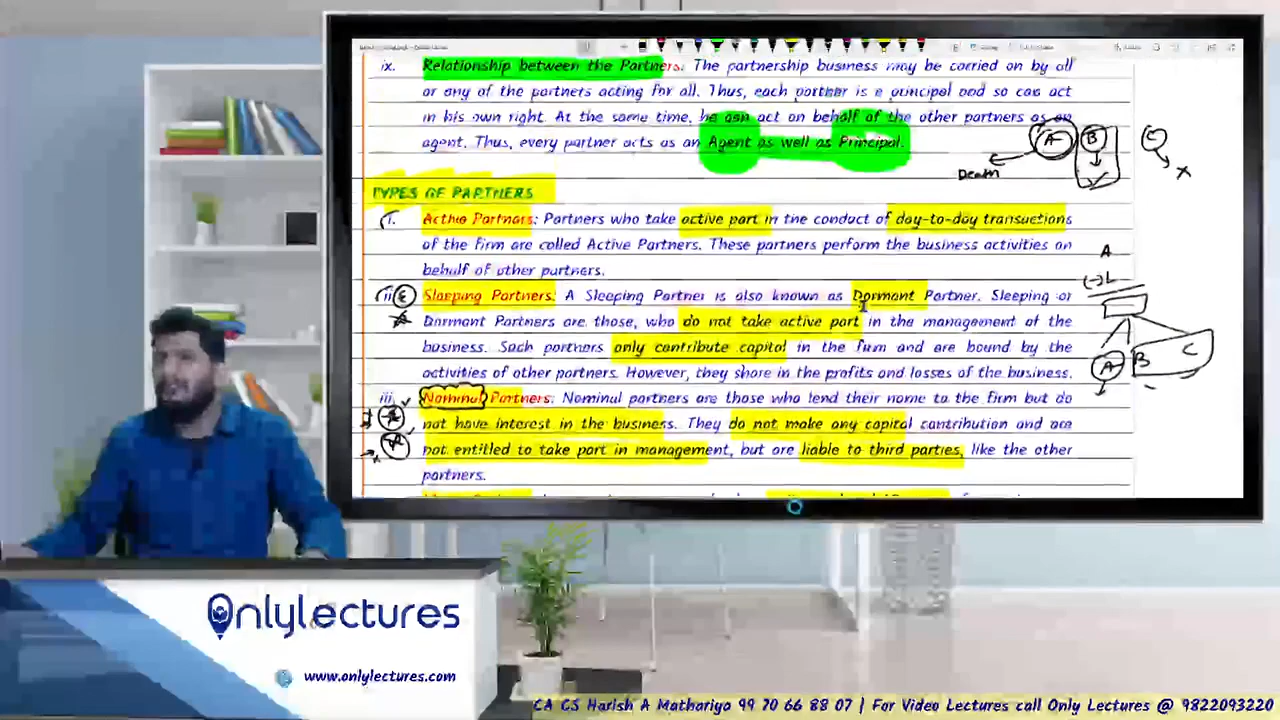 ix. Relationship between the Partners: The partnership business may be carried on by all
or any of the partners acting for all. Thus, each partner is a principal and so can act
in his own right. At the same time, he can act on behalf of the other partners as an
agent. Thus, every partner acts as an Agent as well as Principal.
A B C
Death x
TYPES OF PARTNERS
i. Active Partners: Partners who take active part in the conduct of day-to-day transactions
of the firm are called Active Partners. These partners perform the business activities on
behalf of other partners.
A
(-) L
ii. Sleeping Partners: A Sleeping Partner is also known as Dormant Partner. Sleeping or
Dormant Partners are those, who do not take active part in the management of the
business. Such partners only contribute capital in the firm and are bound by the
activities of other partners. However, they share in the profits and losses of the business.
A B C
iii. Nominal Partners: Nominal partners are those who lend their name to the firm but do
not have interest in the business. They do not make any capital contribution and are
not entitled to take part in management, but are liable to third parties, like the other
partners.
Onlylectures
www.onlylectures.com
CA CS Harish A Mathariya 99 70 66 88 07 | For Video Lectures call Only Lectures @ 9822093220